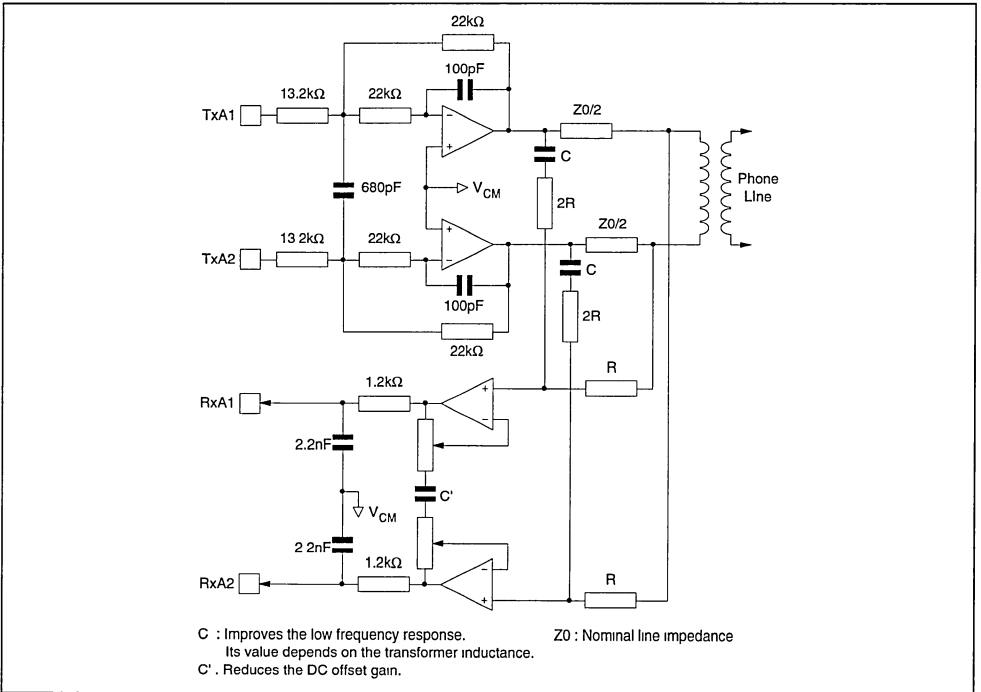 22kΩ
100pF
13.2kΩ
22kΩ
TxA1
Z0/2
C
680pF
VCM
2R
Phone
LIne
Z0/2
13 2kΩ
22kΩ
TxA2
C
100pF
2R
22kΩ
R
1.2kΩ
RxA1
2.2nF
C'
VCM
2 2nF
1.2kΩ
RxA2
R
C : Improves the low frequency response.
Its value depends on the transformer inductance.
C' . Reduces the DC offset gain.
Z0 : Nominal line impedance